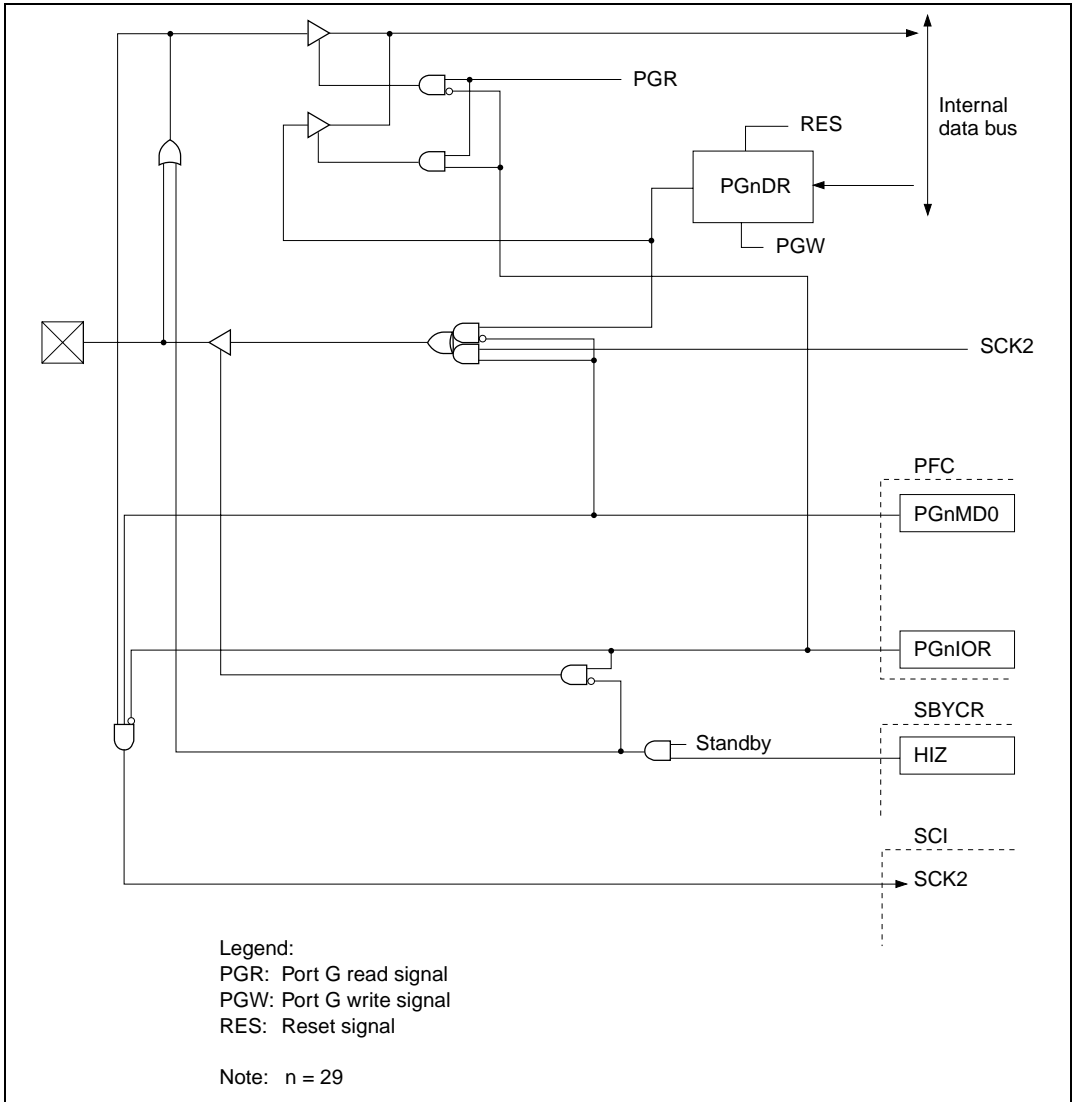 PGR
Internal
data bus
RES
PGnDR
PGW
SCK2
PFC
PGnMD0
PGnIOR
SBYCR
Standby
HIZ
SCI
SCK2
Legend:
PGR: Port G read signal
PGW: Port G write signal
RES: Reset signal
Note: n = 29